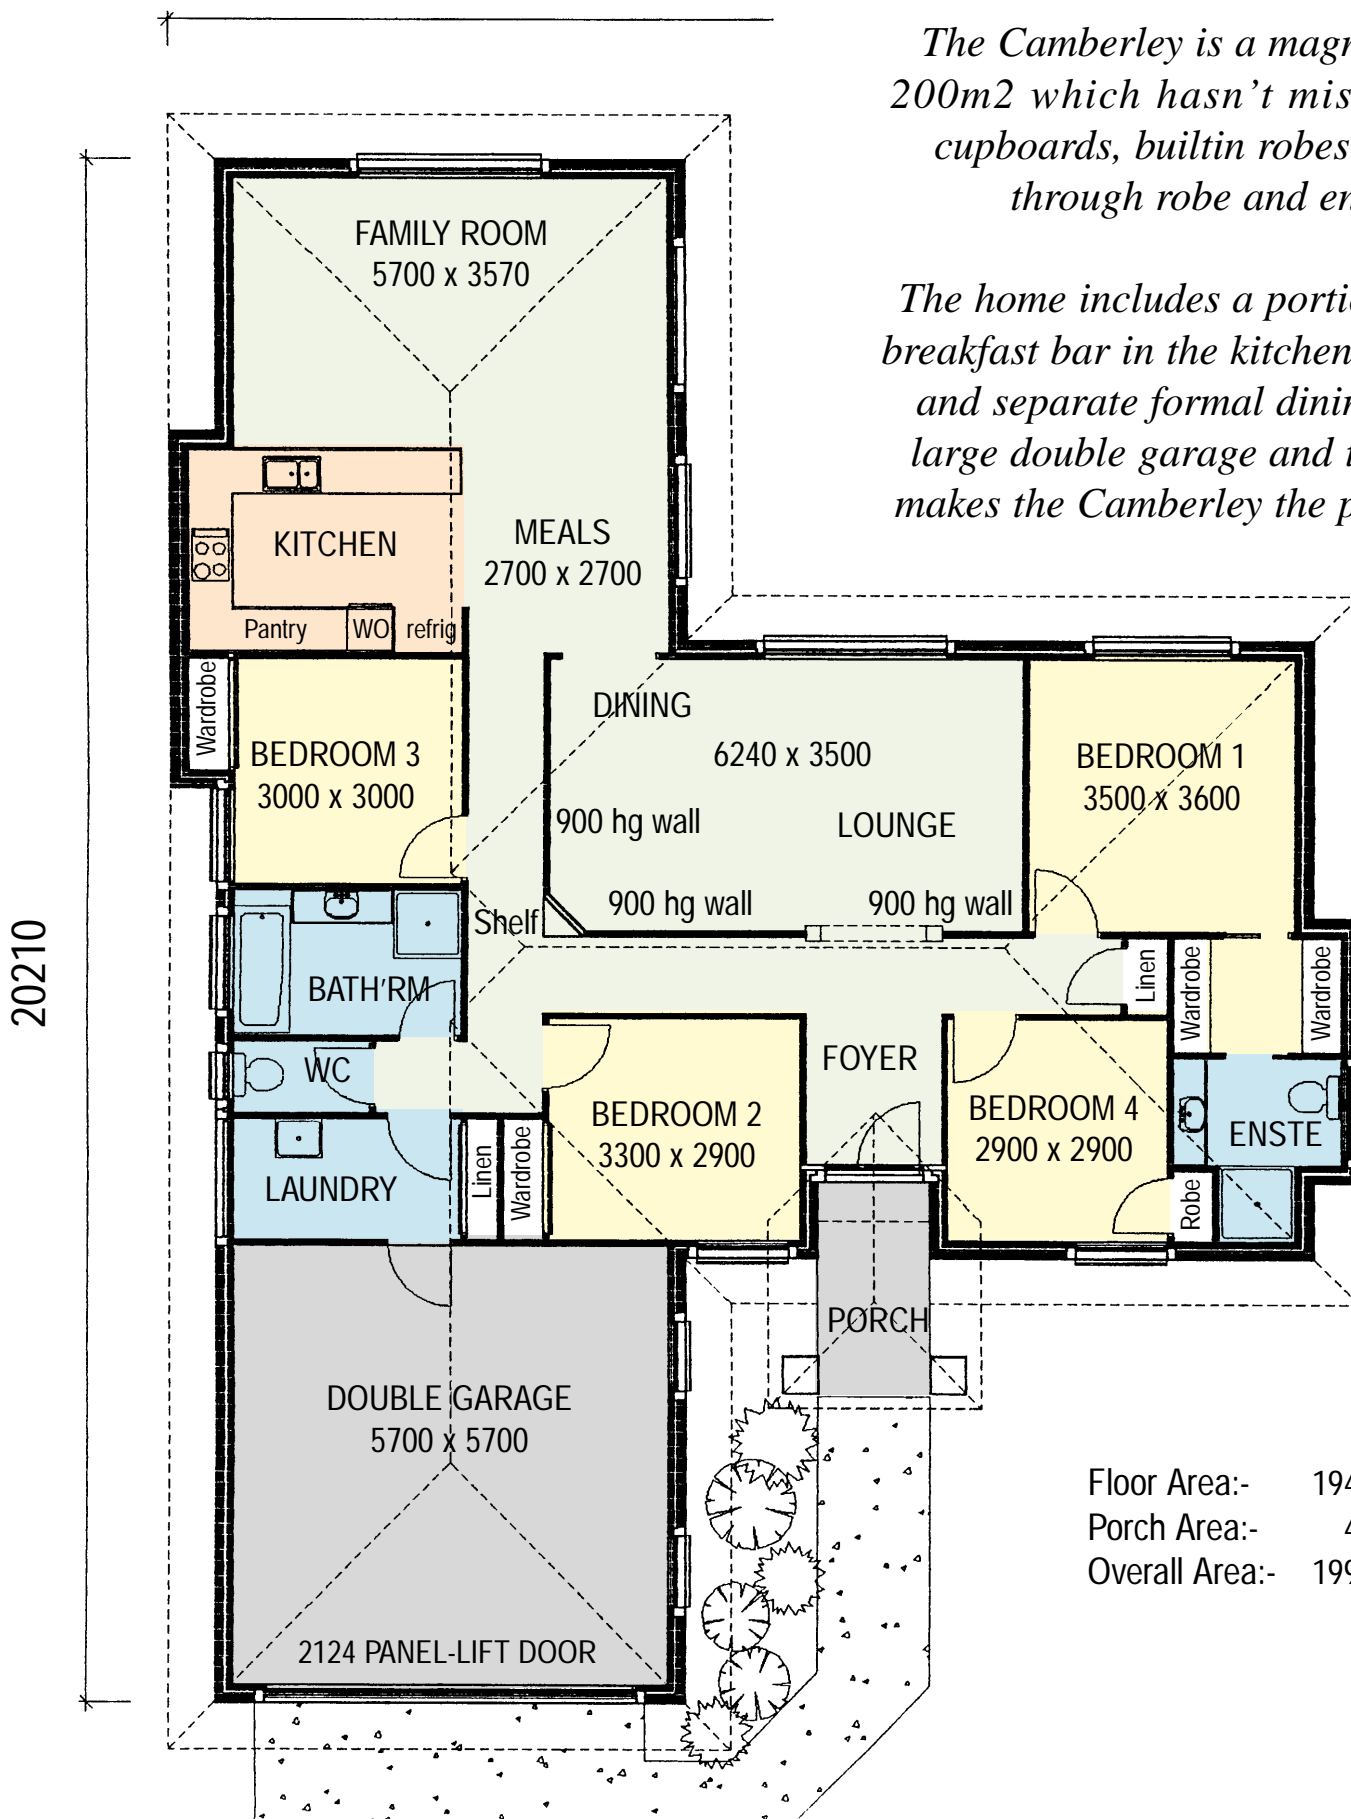 The Camberley is a magn
200m2 which hasn't mis
cupboards, builtin robes
through robe and en
The home includes a portic
breakfast bar in the kitchen
and separate formal dinin
large double garage and t
makes the Camberley the p
FAMILY ROOM
5700 x 3570
KITCHEN
MEALS
2700 x 2700
Pantry
WO
refrig
Wardrobe
BEDROOM 3
3000 x 3000
DINING
6240 x 3500
900 hg wall
LOUNGE
900 hg wall
900 hg wall
BEDROOM 1
3500 x 3600
Shelf
20210
BATH'RM
Linen
Wardrobe
Wardrobe
WC
FOYER
BEDROOM 2
3300 x 2900
BEDROOM 4
2900 x 2900
ENSTE
LAUNDRY
Linen
Wardrobe
Robe
PORCH
DOUBLE GARAGE
5700 x 5700
2124 PANEL-LIFT DOOR
Floor Area:- 194
Porch Area:- 4
Overall Area:- 199